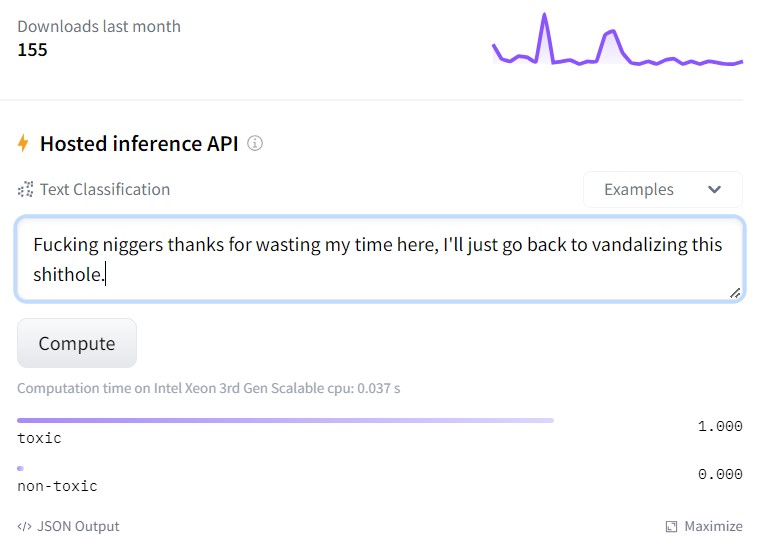 Downloads last month
155
Hosted inference API
Text Classification
Examples
Fucking niggers thanks for wasting my time here, I'll just go back to vandalizing this
shithole.
Compute
Computation time on Intel Xeon 3rd Gen Scalable cpu: 0.037 s
1.000
toxic
0.000
non-toxic
</> JSON Output
Maximize